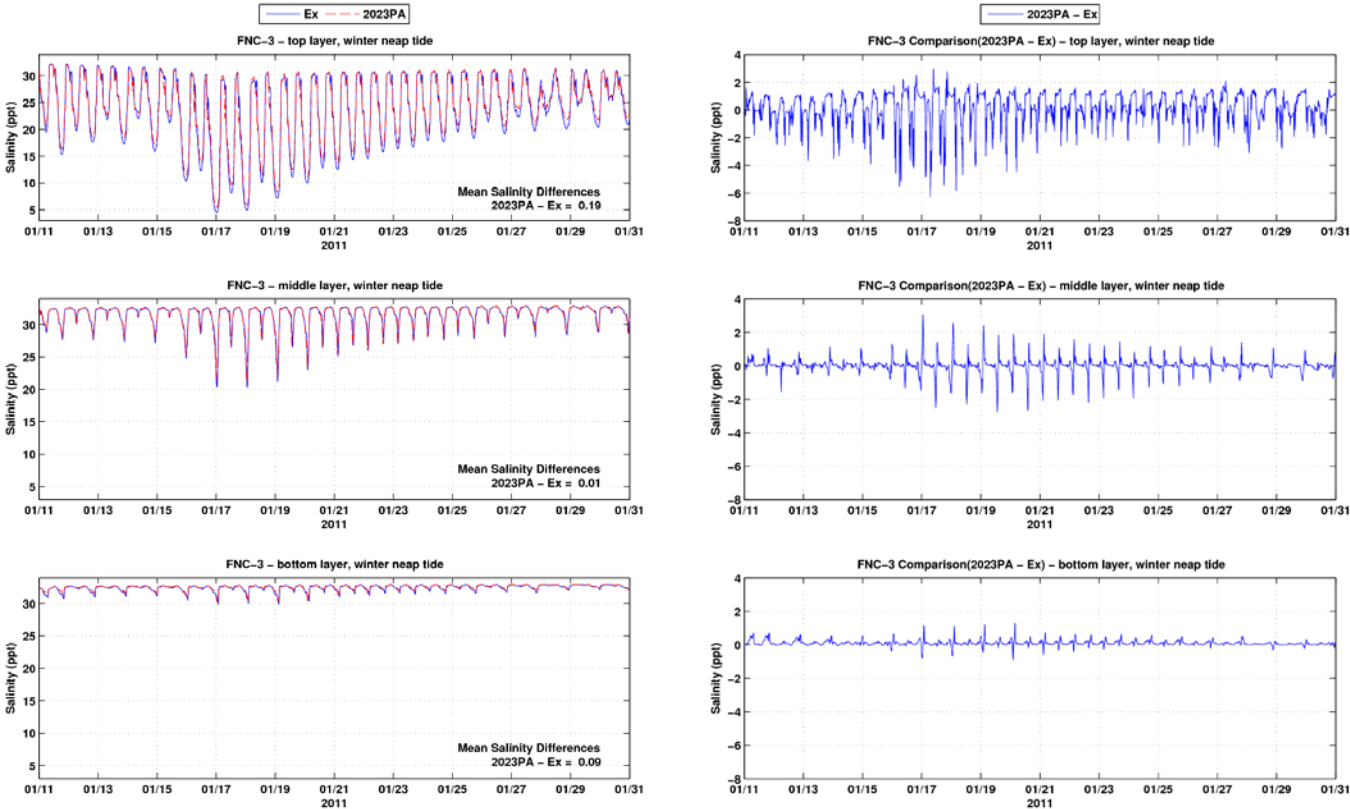 Ex 2023PA
FNC-3 - top layer, winter neap tide
Salinity (ppt)
30
25
20
15
10
5
Mean Salinity Differences
2023PA - Ex = 0.19
01/11 01/13 01/15 01/17 01/19 01/21 01/23 01/25 01/27 01/29 01/31
2011
2023PA - Ex
FNC-3 Comparison(2023PA - Ex) - top layer, winter neap tide
Salinity (ppt)
4
2
0
-2
-4
-6
-8
01/11 01/13 01/15 01/17 01/19 01/21 01/23 01/25 01/27 01/29 01/31
2011
FNC-3 - middle layer, winter neap tide
Salinity (ppt)
30
25
20
15
10
5
Mean Salinity Differences
2023PA - Ex = 0.01
01/11 01/13 01/15 01/17 01/19 01/21 01/23 01/25 01/27 01/29 01/31
2011
FNC-3 Comparison(2023PA - Ex) - middle layer, winter neap tide
Salinity (ppt)
4
2
0
-2
-4
-6
-8
01/11 01/13 01/15 01/17 01/19 01/21 01/23 01/25 01/27 01/29 01/31
2011
FNC-3 - bottom layer, winter neap tide
Salinity (ppt)
30
25
20
15
10
5
Mean Salinity Differences
2023PA - Ex = 0.09
01/11 01/13 01/15 01/17 01/19 01/21 01/23 01/25 01/27 01/29 01/31
2011
FNC-3 Comparison(2023PA - Ex) - bottom layer, winter neap tide
Salinity (ppt)
4
2
0
-2
-4
-6
-8
01/11 01/13 01/15 01/17 01/19 01/21 01/23 01/25 01/27 01/29 01/31
2011